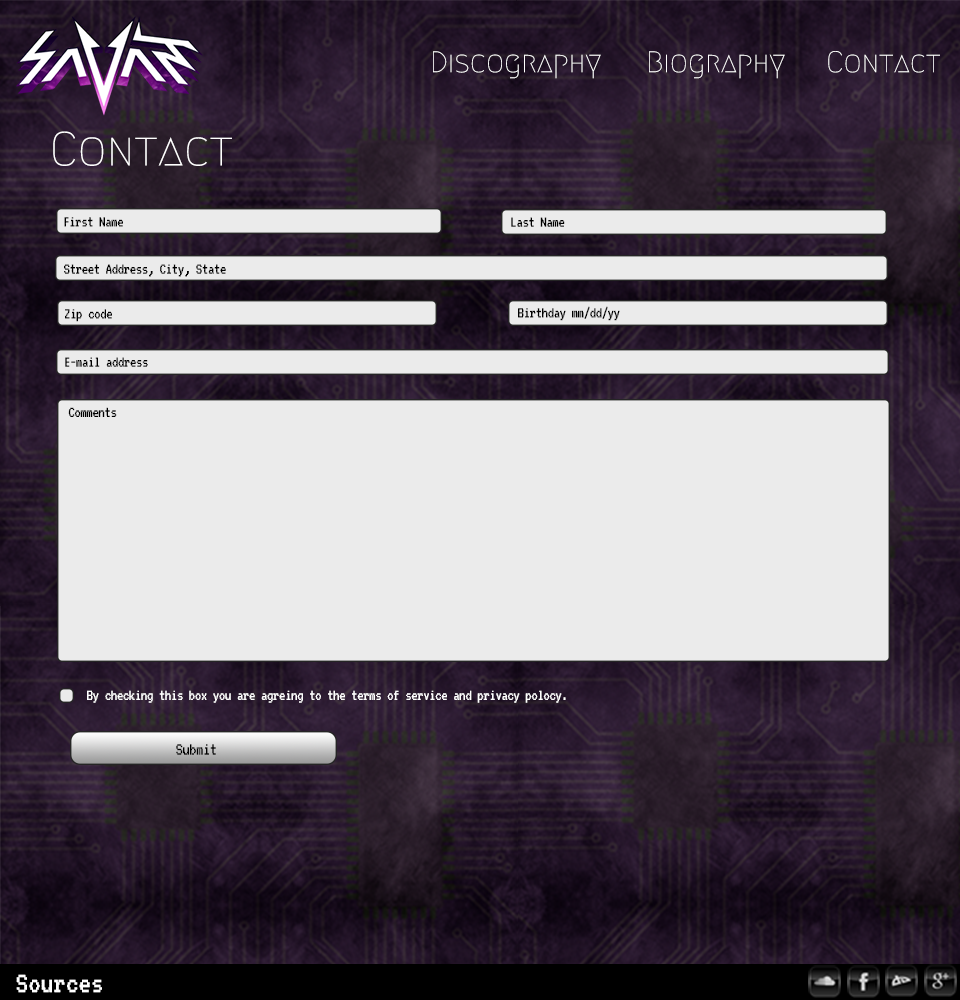 SAVANT
Discography Biography Contact
Contact
First Name Last Name
Street Address, City, State
Zip code Birthday mm/dd/yy
E-mail address
Comments
By checking this box you are agreing to the terms of service and privacy polocy.
Submit
Sources
f g+